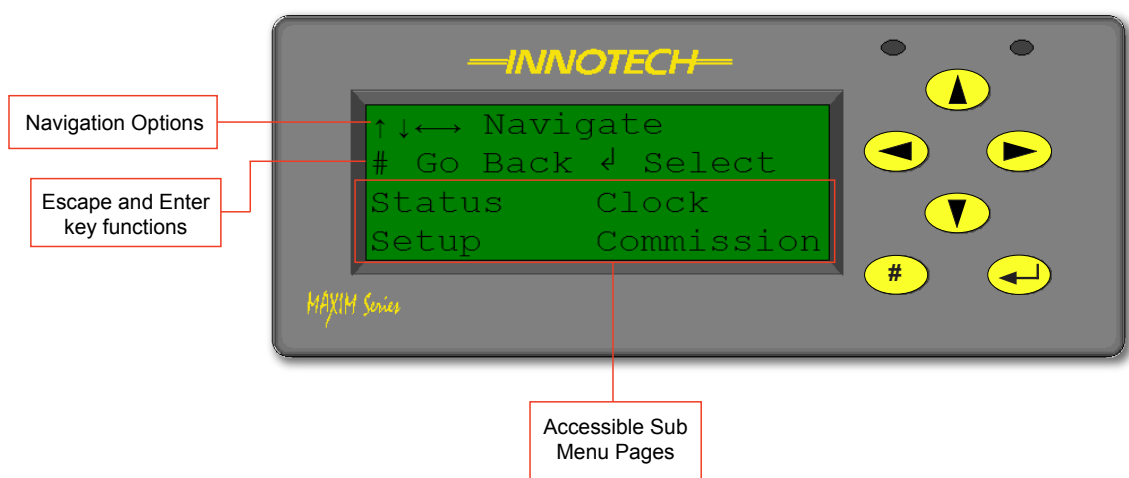 INNOTECH
Navigation Options
↑↓←→ Navigate
# Go Back ↲ Select
Escape and Enter
key functions
Status Clock
Setup Commission
#
MAXIM Series
Accessible Sub
Menu Pages